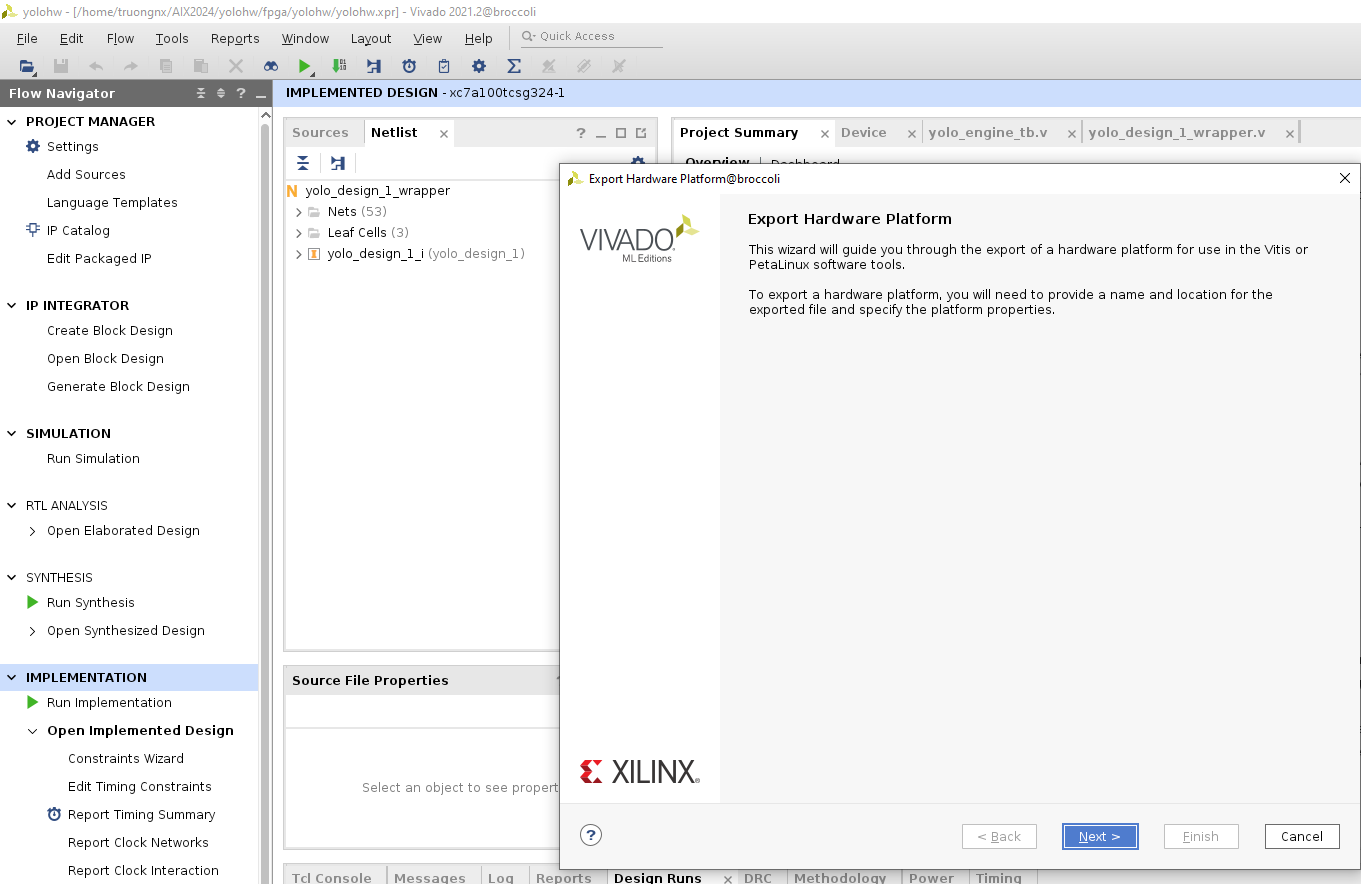 yolohw - [/home/truongnx/AIX2024/yolohw/fpga/yolohw/yolohw.xpr] - Vivado 2021.2@broccoli
File Edit Flow Tools Reports Window Layout View Help Quick Access
Flow Navigator
IMPLEMENTED DESIGN - xc7a100tcsg324-1
PROJECT MANAGER
Settings
Add Sources
Language Templates
IP Catalog
Edit Packaged IP
IP INTEGRATOR
Create Block Design
Open Block Design
Generate Block Design
SIMULATION
Run Simulation
RTL ANALYSIS
Open Elaborated Design
SYNTHESIS
Run Synthesis
Open Synthesized Design
IMPLEMENTATION
Run Implementation
Open Implemented Design
Constraints Wizard
Edit Timing Constraints
Report Timing Summary
Report Clock Networks
Report Clock Interaction
Sources Netlist
N yolo_design_1_wrapper
Nets (53)
Leaf Cells (3)
yolo_design_1_i (yolo_design_1)
Source File Properties
Select an object to see propert
Project Summary Device yolo_engine_tb.v yolo_design_1_wrapper.v
Overview | Dashboard
Export Hardware Platform@broccoli
VIVADO
ML Editions
Export Hardware Platform
This wizard will guide you through the export of a hardware platform for use in the Vitis or
PetaLinux software tools.
To export a hardware platform, you will need to provide a name and location for the
exported file and specify the platform properties.
XILINX
? < Back Next > Finish Cancel
Tcl Console Messages Log Reports Design Runs DRC Methodology Power Timing